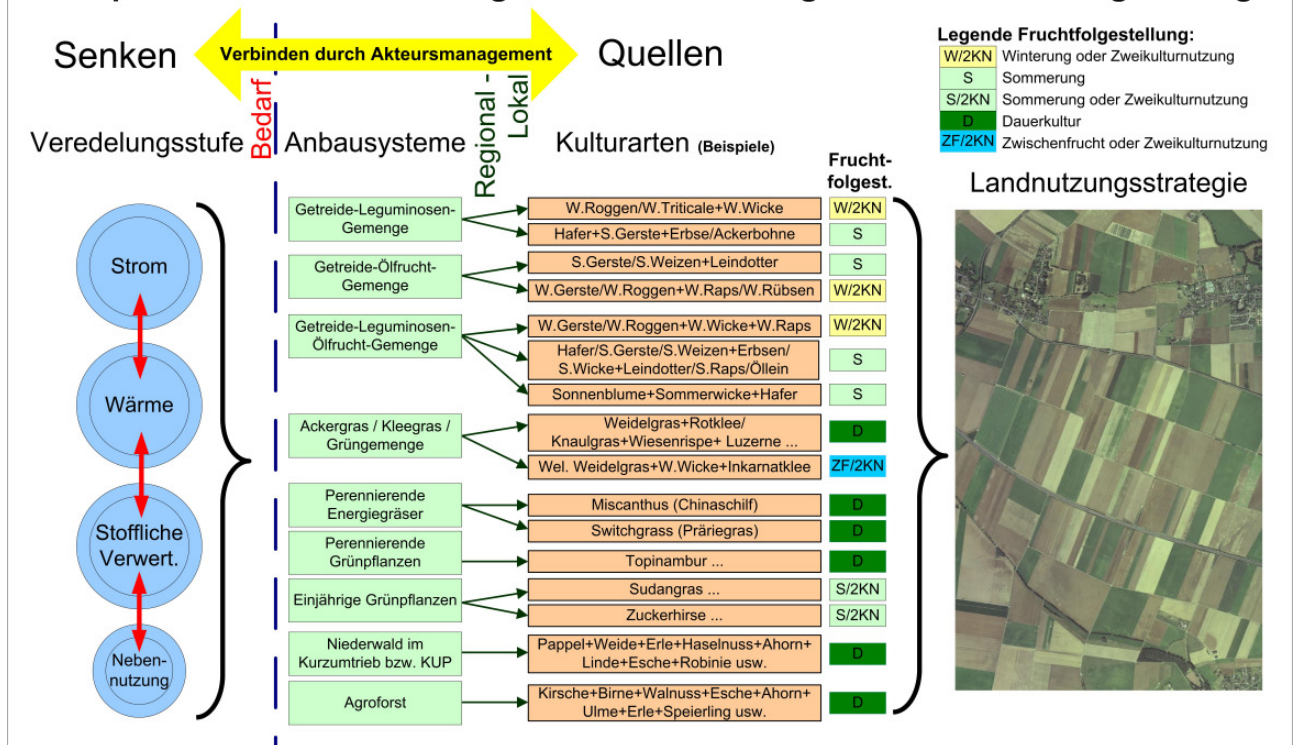 Senken
Verbinden durch Akteursmanagement
Quellen
Legende Fruchtfolgestellung:
W/2KN Winterung oder Zweikulturnutzung
S Sommerung
S/2KN Sommerung oder Zweikulturnutzung
D Dauerkultur
ZF/2KN Zwischenfrucht oder Zweikulturnutzung
Veredelungsstufe
Bedarf
Anbausysteme
Regional -
Lokal
Kulturarten (Beispiele)
Frucht-
folgest.
Landnutzungsstrategie
Strom
Wärme
Stoffliche
Verwert.
Neben-
nutzung
Getreide-Leguminosen-
Gemenge
W.Roggen/W.Triticale+W.Wicke W/2KN
Hafer+S.Gerste+Erbse/Ackerbohne S
Getreide-Ölfrucht-
Gemenge
S.Gerste/S.Weizen+Leindotter S
W.Gerste/W.Roggen+W.Raps/W.Rübsen W/2KN
Getreide-Leguminosen-
Ölfrucht-Gemenge
W.Gerste/W.Roggen+W.Wicke+W.Raps W/2KN
Hafer/S.Gerste/S.Weizen+Erbsen/
S.Wicke+Leindotter/S.Raps/Öllein S
Sonnenblume+Sommerwicke+Hafer S
Ackergras / Kleegras /
Grüngemenge
Weidelgras+Rotklee/
Knaulgras+Wiesenrispe+ Luzerne ... D
Wel. Weidelgras+W.Wicke+Inkarnatklee ZF/2KN
Perennierende
Energiegräser
Miscanthus (Chinaschilf) D
Switchgrass (Präriegras) D
Perennierende
Grünpflanzen
Topinambur ... D
Einjährige Grünpflanzen
Sudangras ... S/2KN
Zuckerhirse ... S/2KN
Niederwald im
Kurzumtrieb bzw. KUP
Pappel+Weide+Erle+Haselnuss+Ahorn+
Linde+Esche+Robinie usw. D
Agroforst
Kirsche+Birne+Walnuss+Esche+Ahorn+
Ulme+Erle+Speierling usw. D